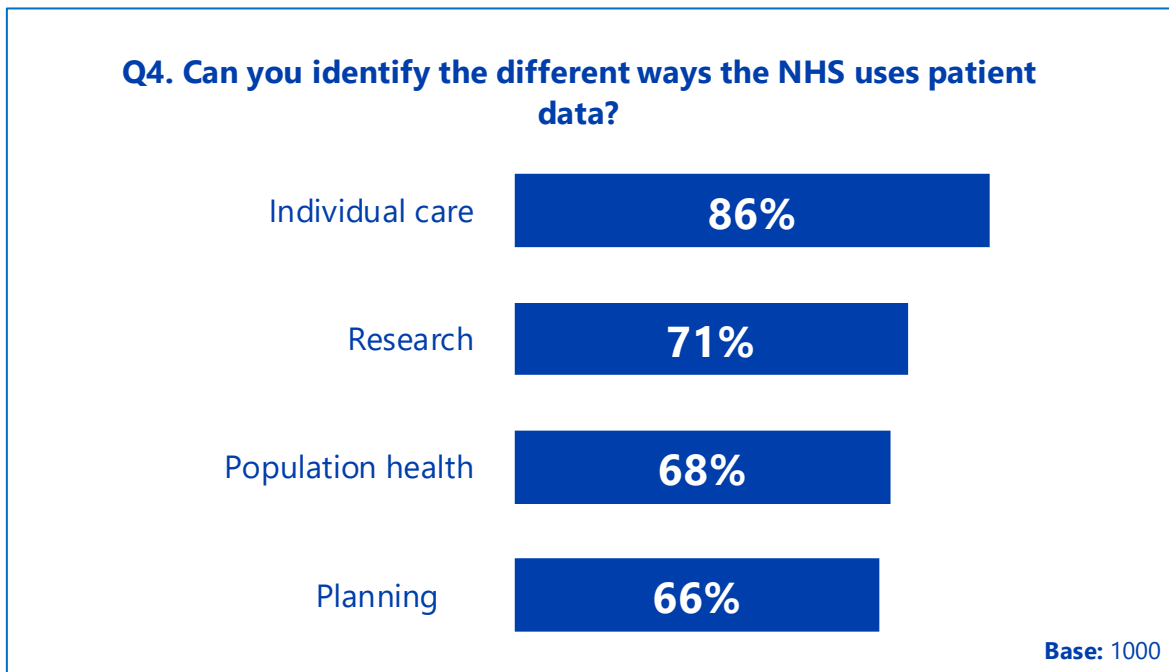 Q4. Can you identify the different ways the NHS uses patient
data?
Individual care
86%
Research
71%
Population health
68%
Planning
66%
Base: 1000